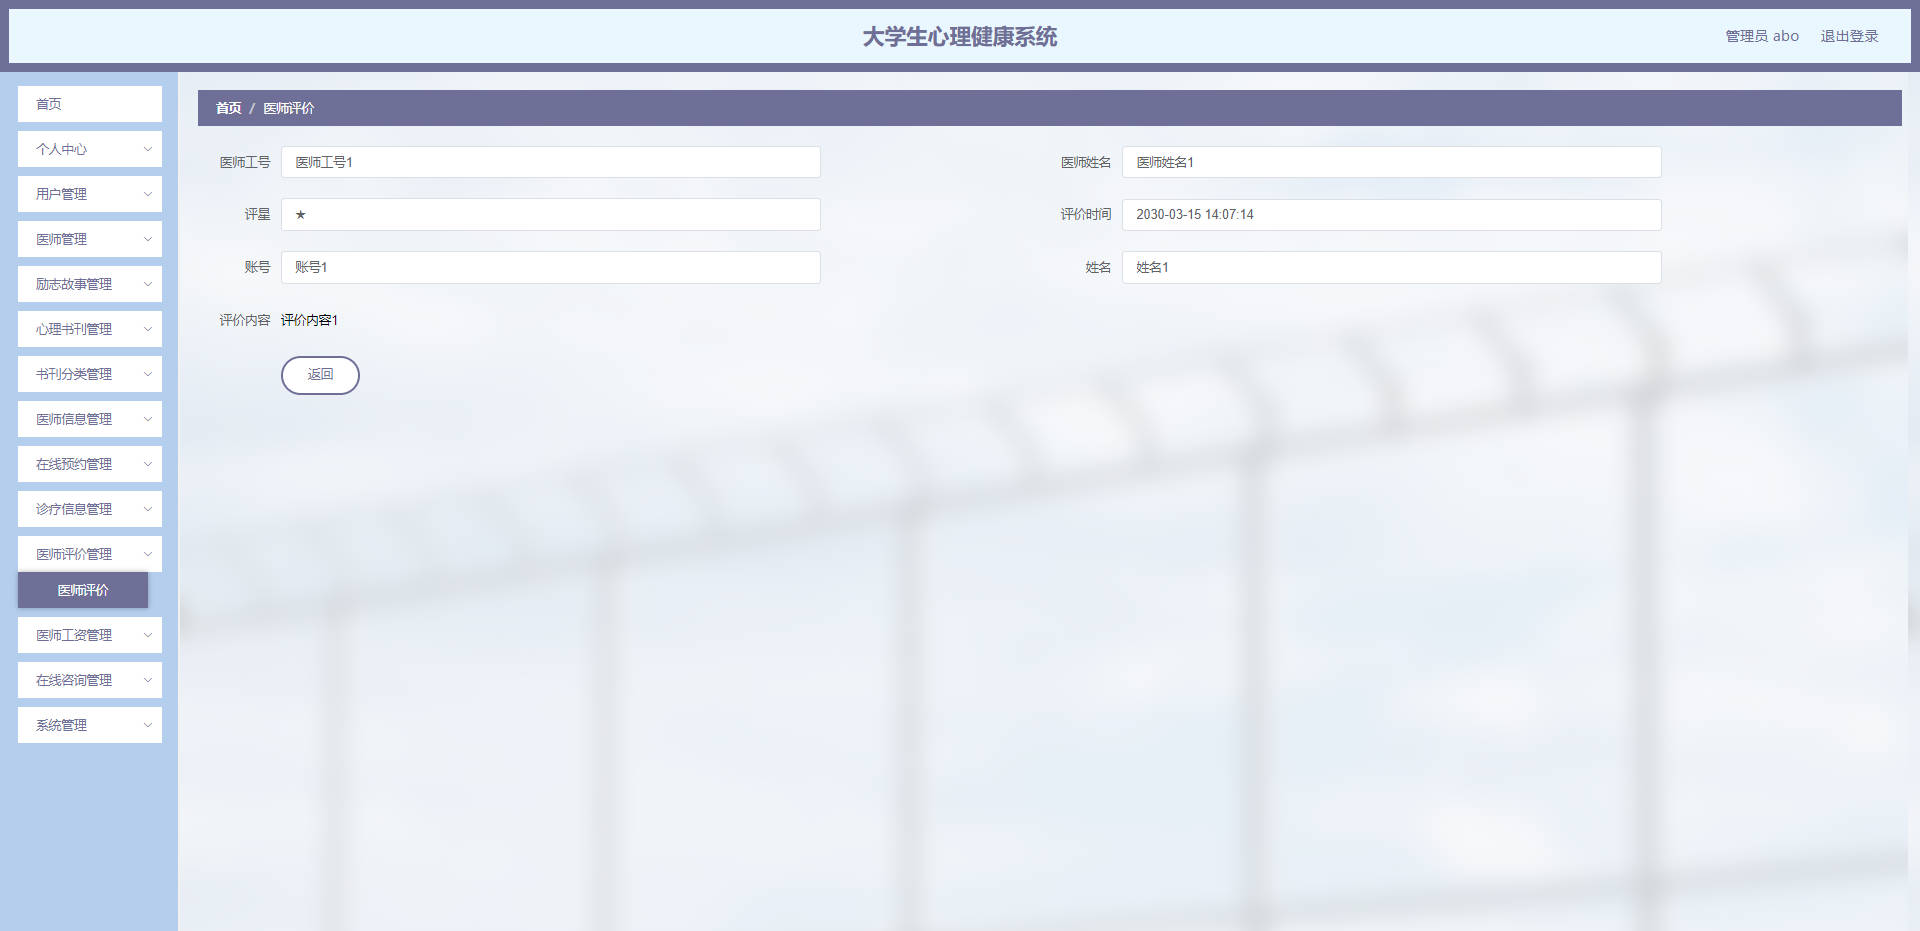 大学生心理健康系统
管理员 abo 退出登录
首页
个人中心
用户管理
医师管理
励志故事管理
心理书刊管理
书刊分类管理
医师信息管理
在线预约管理
诊疗信息管理
医师评价管理
医师评价
医师工资管理
在线咨询管理
系统管理
首页 / 医师评价
医师工号 医师工号1 医师姓名 医师姓名1
评星 ★ 评价时间 2030-03-15 14:07:14
账号 账号1 姓名 姓名1
评价内容 评价内容1
返回